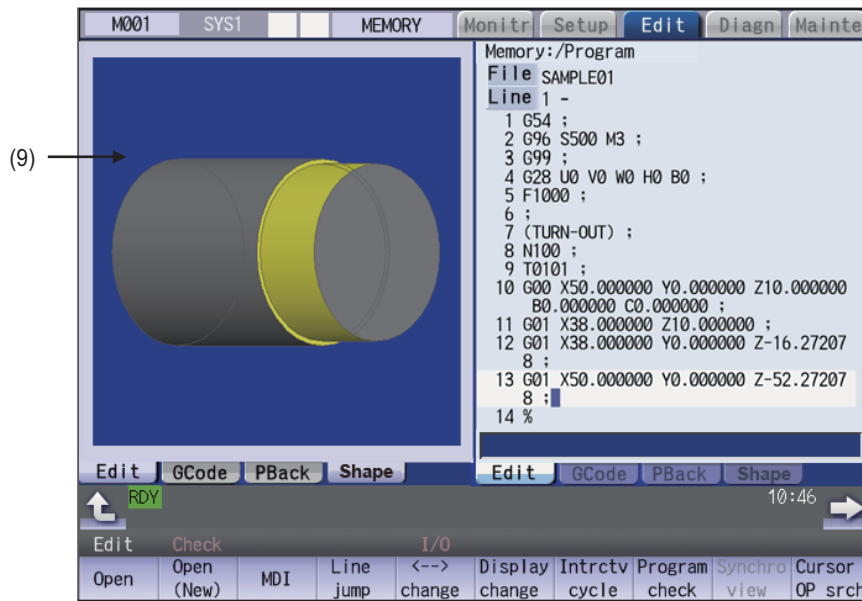 M001 SYS1 MEMORY Monitr Setup Edit Diagn Mainte
Memory:/Program
File SAMPLE01
Line 1 -
1 G54 ;
2 G96 S500 M3 ;
3 G99 ;
4 G28 U0 V0 W0 H0 B0 ;
5 F1000 ;
6 ;
7 (TURN-OUT) ;
8 N100 ;
9 T0101 ;
10 G00 X50.000000 Y0.000000 Z10.000000
B0.000000 C0.000000 ;
11 G01 X38.000000 Z10.000000 ;
12 G01 X38.000000 Y0.000000 Z-16.27207
8 ;
13 G01 X50.000000 Y0.000000 Z-52.27207
8 ;
14 %
(9)
Edit GCode PBack Shape
Edit GCode PBack Shape
RDY 10:46
Edit Check I/O
Open
Open (New)
MDI
Line jump
<--> change
Display change
Intrctv cycle
Program check
Synchro view
Cursor OP srch